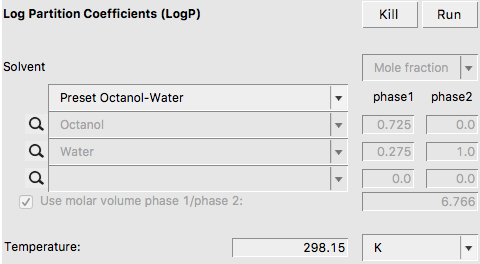 Log Partition Coefficients (LogP) Kill Run
Solvent Mole fraction
Preset Octanol-Water phase1 phase2
Octanol 0.725 0.0
Water 0.275 1.0
0.0 0.0
Use molar volume phase 1/phase 2: 6.766
Temperature: 298.15 K